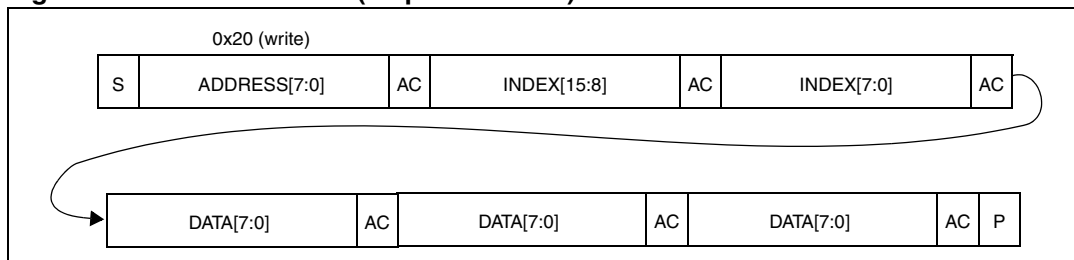 0x20 (write)
S ADDRESS[7:0] AC INDEX[15:8] AC INDEX[7:0] AC
DATA[7:0] AC DATA[7:0] AC DATA[7:0] AC P